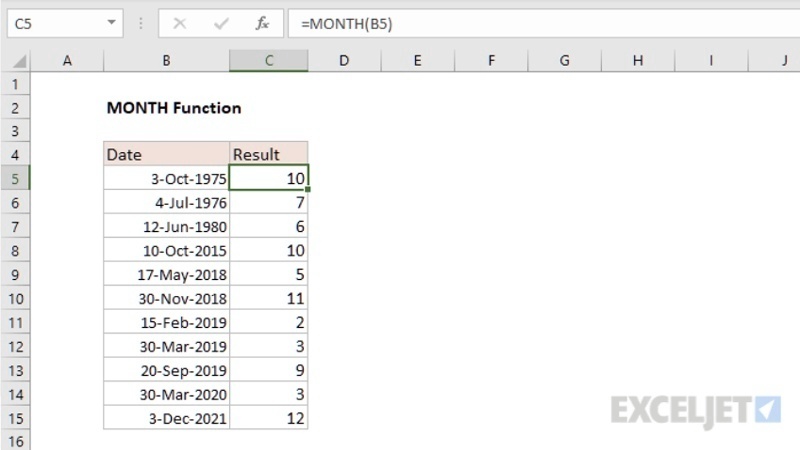 C5 fx =MONTH(B5)
A B C D E F G H I J
1
2 MONTH Function
3
4 Date Result
5 3-Oct-1975 10
6 4-Jul-1976 7
7 12-Jun-1980 6
8 10-Oct-2015 10
9 17-May-2018 5
10 30-Nov-2018 11
11 15-Feb-2019 2
12 30-Mar-2019 3
13 20-Sep-2019 9
14 30-Mar-2020 3
15 3-Dec-2021 12
16
EXCELJET